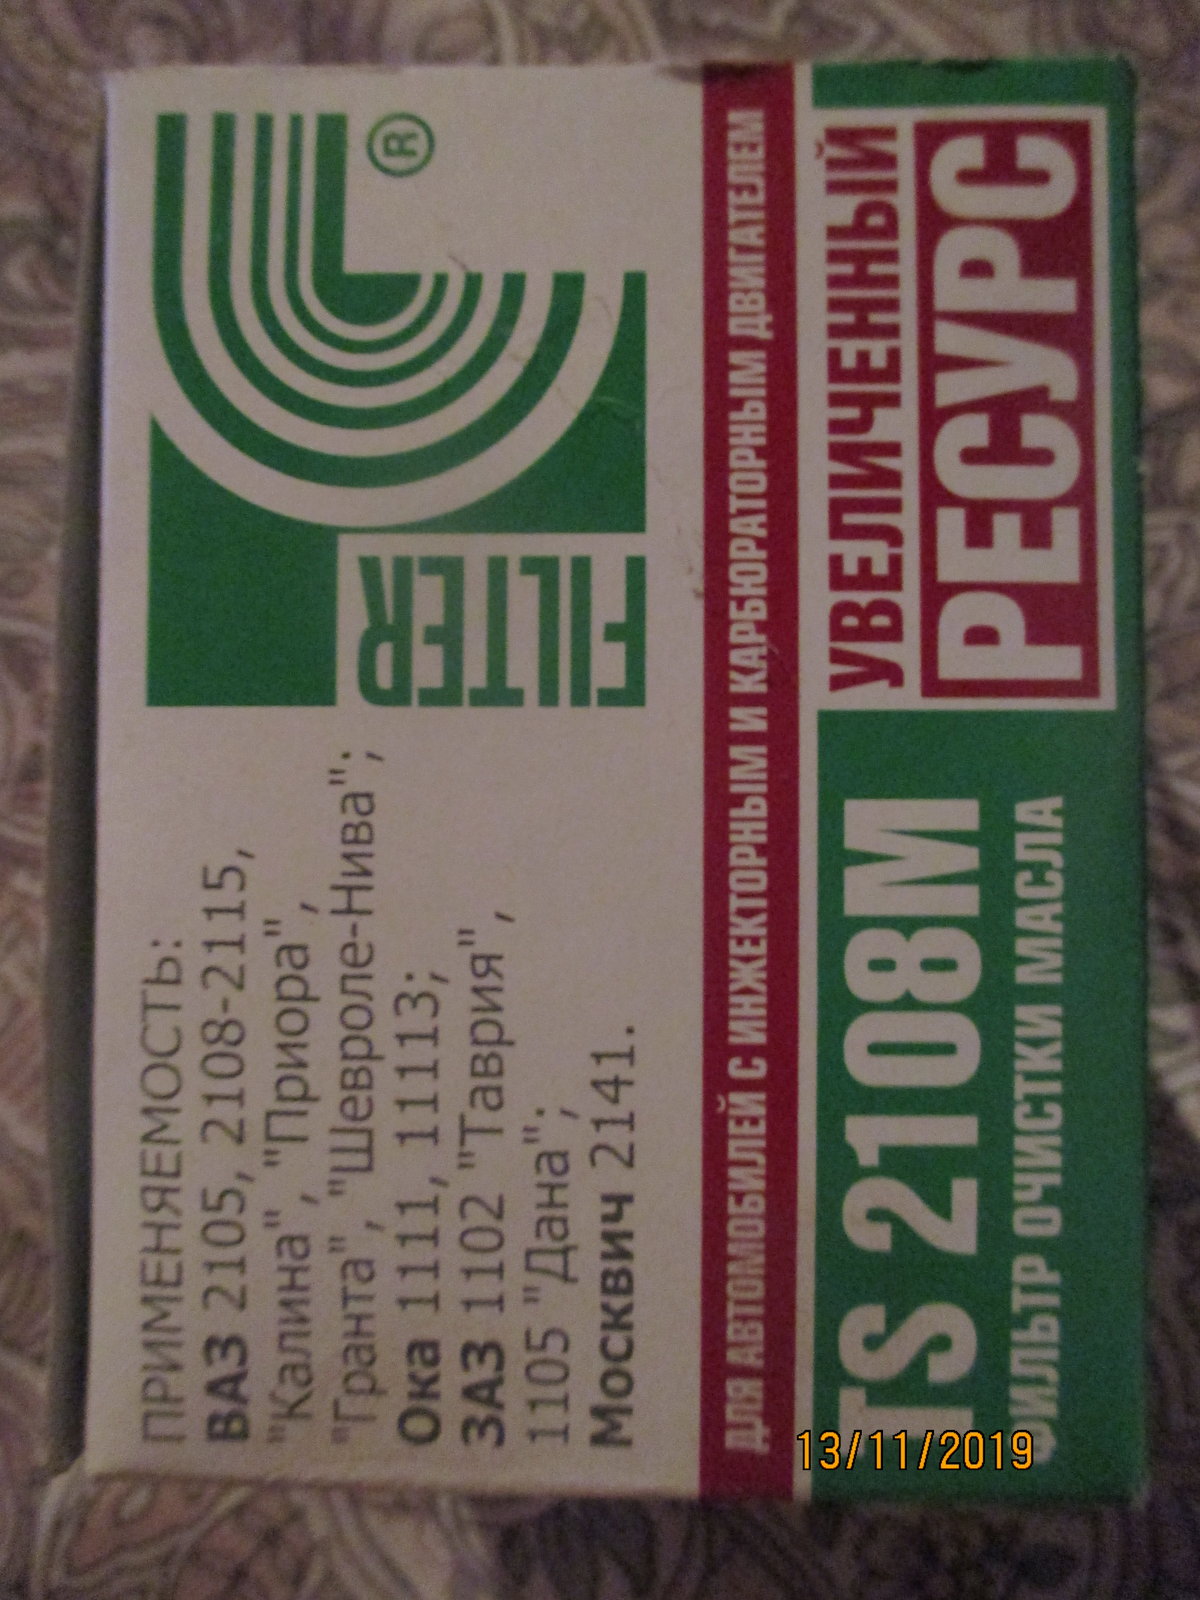 ПРИМЕНЯЕМОСТЬ:
ВАЗ 2105, 2108-2115,
"Калина", "Приора",
"Гранта", "Шевроле-Нива";
Ока 1111, 11113;
ЗАЗ 1102 "Таврия",
1105 "Дана";
Москвич 2141.
FILTER
®
ДЛЯ АВТОМОБИЛЕЙ С ИНЖЕКТОРНЫМ И КАРБЮРАТОРНЫМ ДВИГАТЕЛЕМ
TS 2108М
ФИЛЬТР ОЧИСТКИ МАСЛА
УВЕЛИЧЕННЫЙ
РЕСУРС
13/11/2019